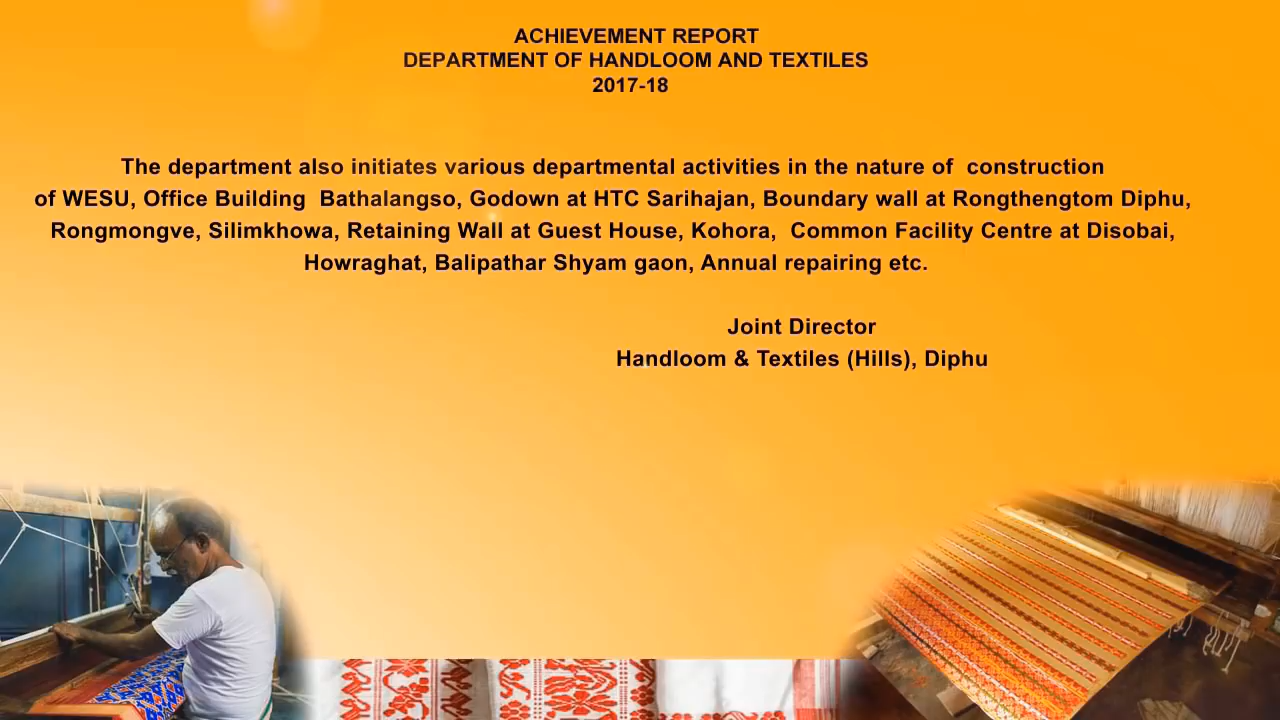 ACHIEVEMENT REPORT
DEPARTMENT OF HANDLOOM AND TEXTILES
2017-18
The department also initiates various departmental activities in the nature of construction
of WESU, Office Building Bathalangso, Godown at HTC Sarihajan, Boundary wall at Rongthengtom Diphu,
Rongmongve, Silimkhowa, Retaining Wall at Guest House, Kohora, Common Facility Centre at Disobai,
Howraghat, Balipathar Shyam gaon, Annual repairing etc.
Joint Director
Handloom & Textiles (Hills), Diphu